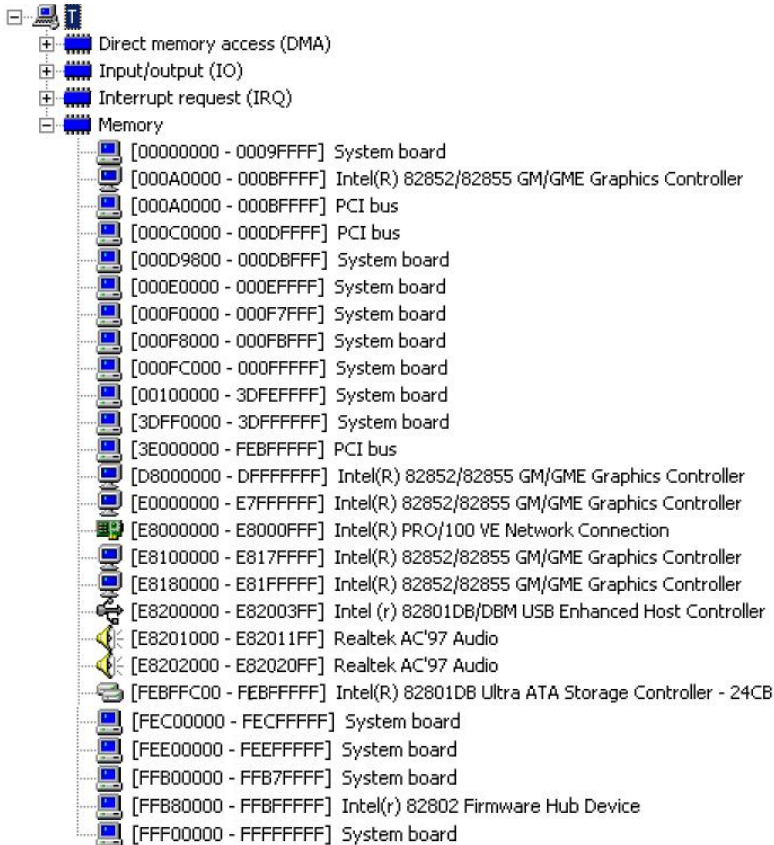 T
Direct memory access (DMA)
Input/output (IO)
Interrupt request (IRQ)
Memory
[00000000 - 0009FFFF] System board
[000A0000 - 000BFFFF] Intel(R) 82852/82855 GM/GME Graphics Controller
[000A0000 - 000BFFFF] PCI bus
[000C0000 - 000DFFFF] PCI bus
[000D9800 - 000DBFFF] System board
[000E0000 - 000EFFFF] System board
[000F0000 - 000F7FFF] System board
[000F8000 - 000FBFFF] System board
[000FC000 - 000FFFFF] System board
[00100000 - 3DFEFFFF] System board
[3DFF0000 - 3DFFFFFF] System board
[3E000000 - FEBFFFFF] PCI bus
[D8000000 - DFFFFFFF] Intel(R) 82852/82855 GM/GME Graphics Controller
[E0000000 - E7FFFFFF] Intel(R) 82852/82855 GM/GME Graphics Controller
[E8000000 - E8000FFF] Intel(R) PRO/100 VE Network Connection
[E8100000 - E817FFFF] Intel(R) 82852/82855 GM/GME Graphics Controller
[E8180000 - E81FFFFF] Intel(R) 82852/82855 GM/GME Graphics Controller
[E8200000 - E82003FF] Intel (r) 82801DB/DBM USB Enhanced Host Controller
[E8201000 - E82011FF] Realtek AC'97 Audio
[E8202000 - E82020FF] Realtek AC'97 Audio
[FEBFFC00 - FEBFFFFF] Intel(R) 82801DB Ultra ATA Storage Controller - 24CB
[FEC00000 - FECFFFFF] System board
[FEE00000 - FEEFFFFF] System board
[FFB00000 - FFB7FFFF] System board
[FFB80000 - FFBFFFFF] Intel(r) 82802 Firmware Hub Device
[FFF00000 - FFFFFFFF] System board